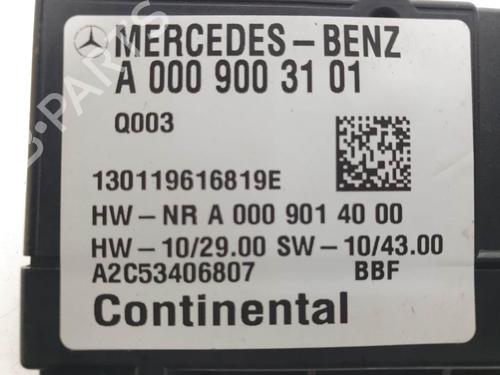 MERCEDES-BENZ
A 000 900 31 01
Q003
130119616819E
HW-NR A 000 901 40 00
HW-10/29.00 SW-10/43.00
A2C53406807 BBF
Continental
B-PARTS